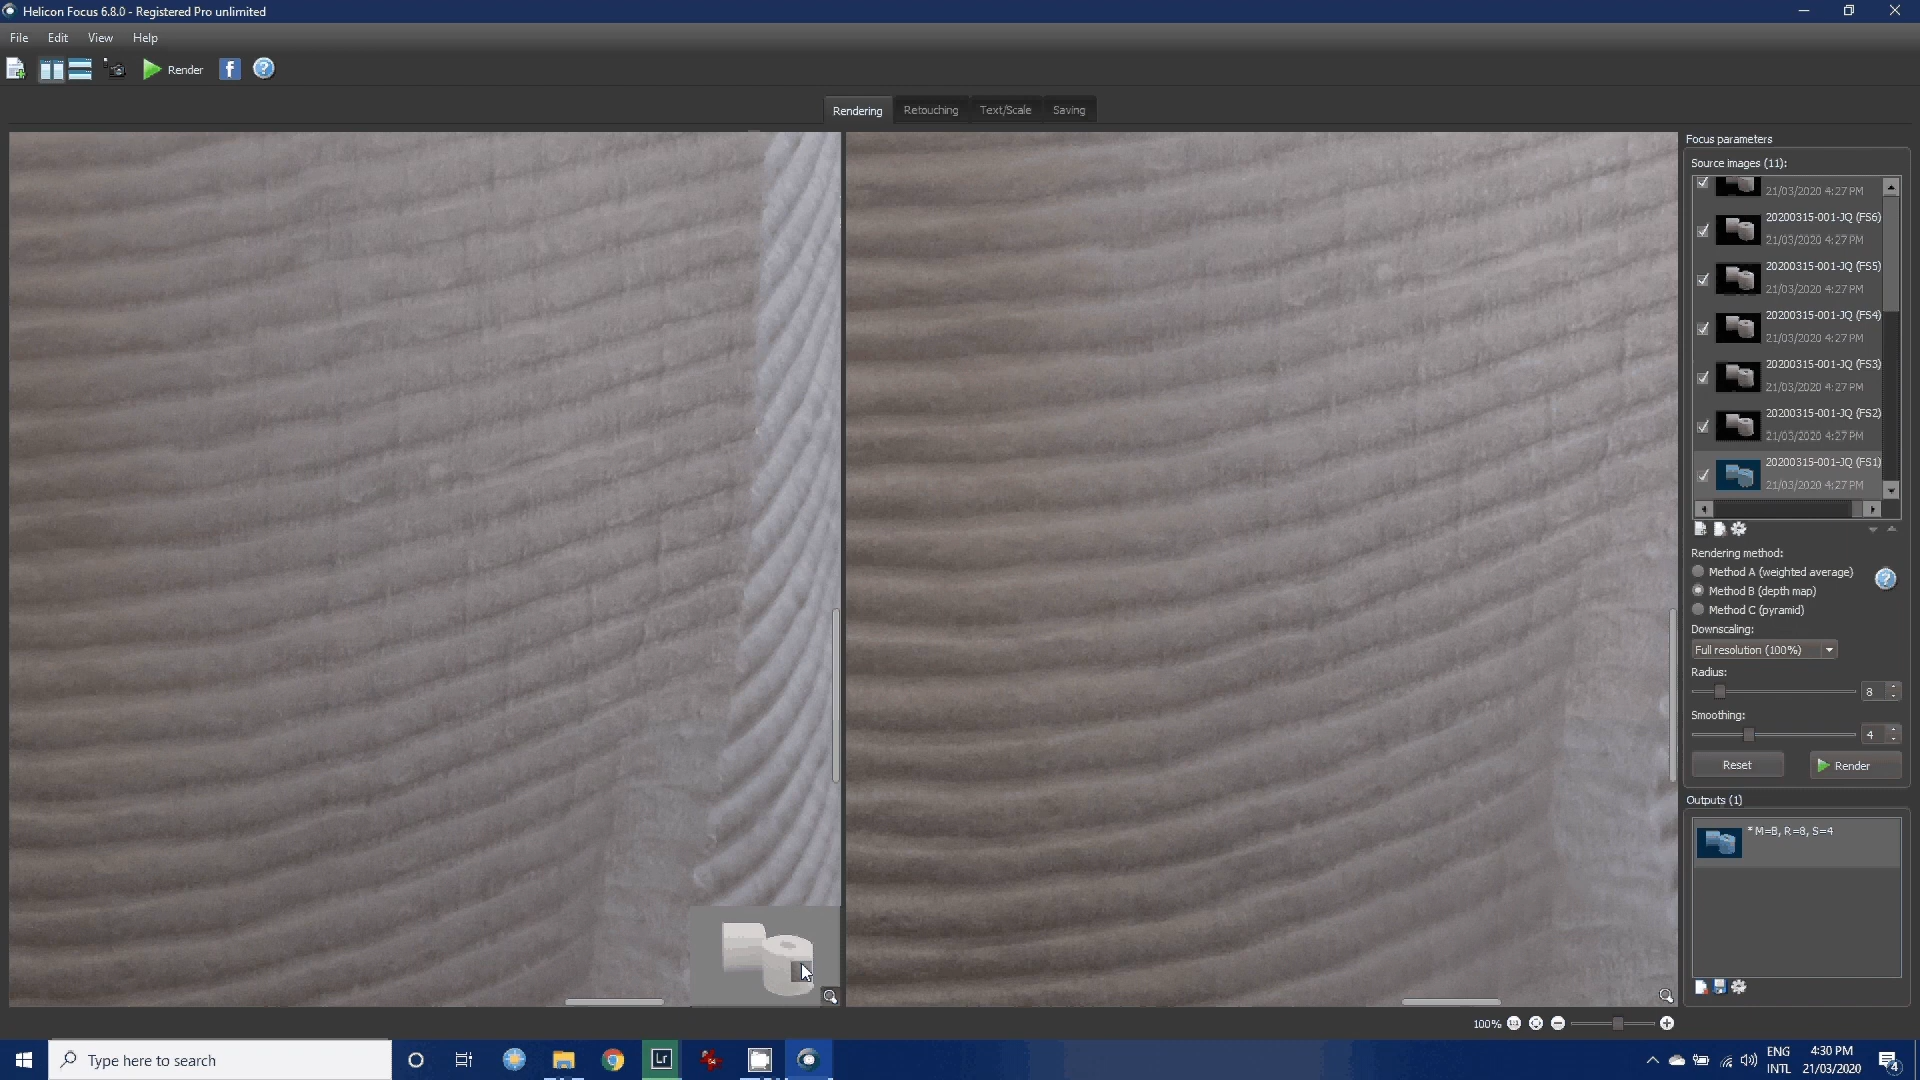 Helicon Focus 6.8.0 - Registered Pro unlimited
File Edit View Help
Render
Rendering Retouching Text/Scale Saving
Focus parameters
Source images (11):
21/03/2020 4:27 PM
20200315-001-JQ (FS6)
21/03/2020 4:27 PM
20200315-001-JQ (FS5)
21/03/2020 4:27 PM
20200315-001-JQ (FS4)
21/03/2020 4:27 PM
20200315-001-JQ (FS3)
21/03/2020 4:27 PM
20200315-001-JQ (FS2)
21/03/2020 4:27 PM
20200315-001-JQ (FS1)
21/03/2020 4:27 PM
Rendering method:
Method A (weighted average)
Method B (depth map)
Method C (pyramid)
Downscaling:
Full resolution (100%)
Radius:
8
Smoothing:
4
Reset Render
Outputs (1)
* M=B, R=8, S=4
100%
Type here to search
Lr
ENG
INTL
4:30 PM
21/03/2020
4